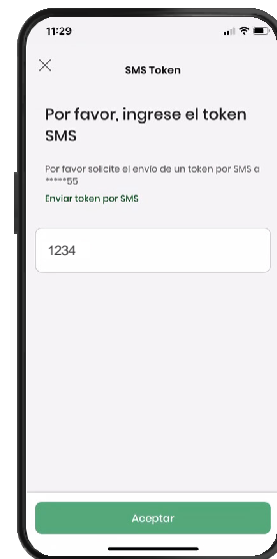 11:29
SMS Token
Por favor, ingrese el token
SMS
Por favor solicite el envío de un token por SMS a
*****55
Enviar token por SMS
1234
Aceptar